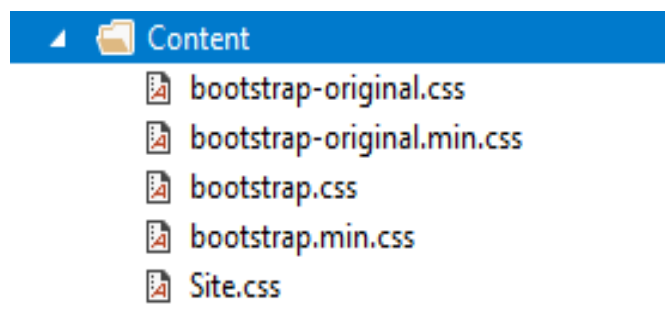 Content
bootstrap-original.css
bootstrap-original.min.css
bootstrap.css
bootstrap.min.css
Site.css